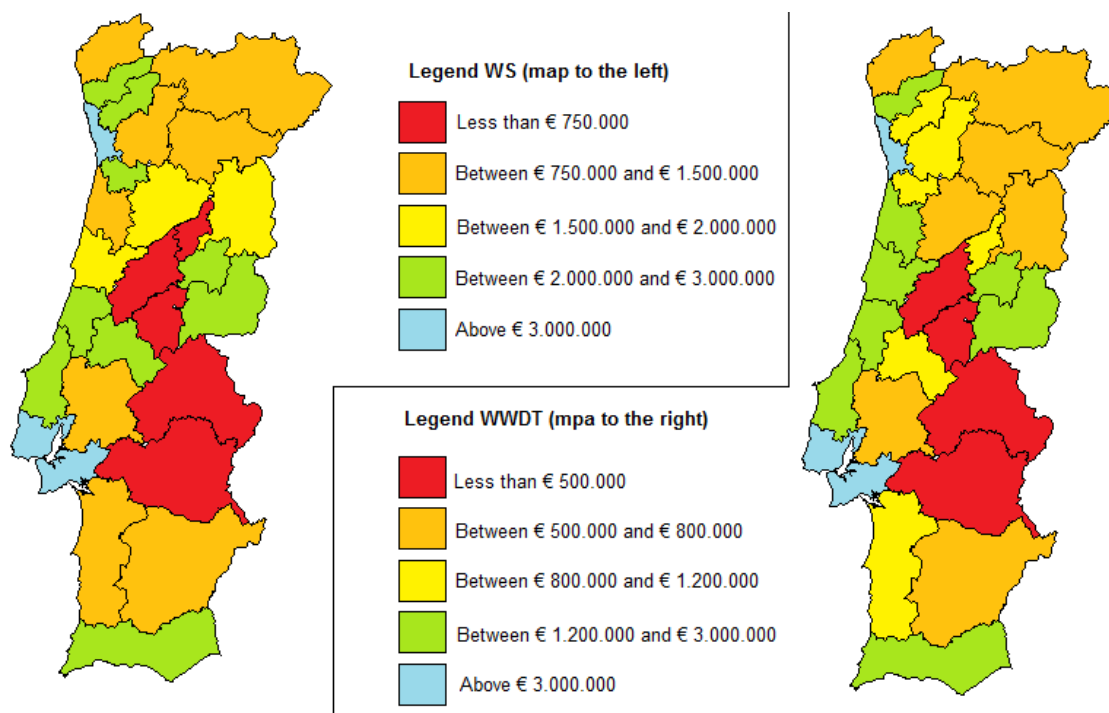 Legend WS (map to the left)
Less than € 750.000
Between € 750.000 and € 1.500.000
Between € 1.500.000 and € 2.000.000
Between € 2.000.000 and € 3.000.000
Above € 3.000.000
Legend WWDT (mpa to the right)
Less than € 500.000
Between € 500.000 and € 800.000
Between € 800.000 and € 1.200.000
Between € 1.200.000 and € 3.000.000
Above € 3.000.000